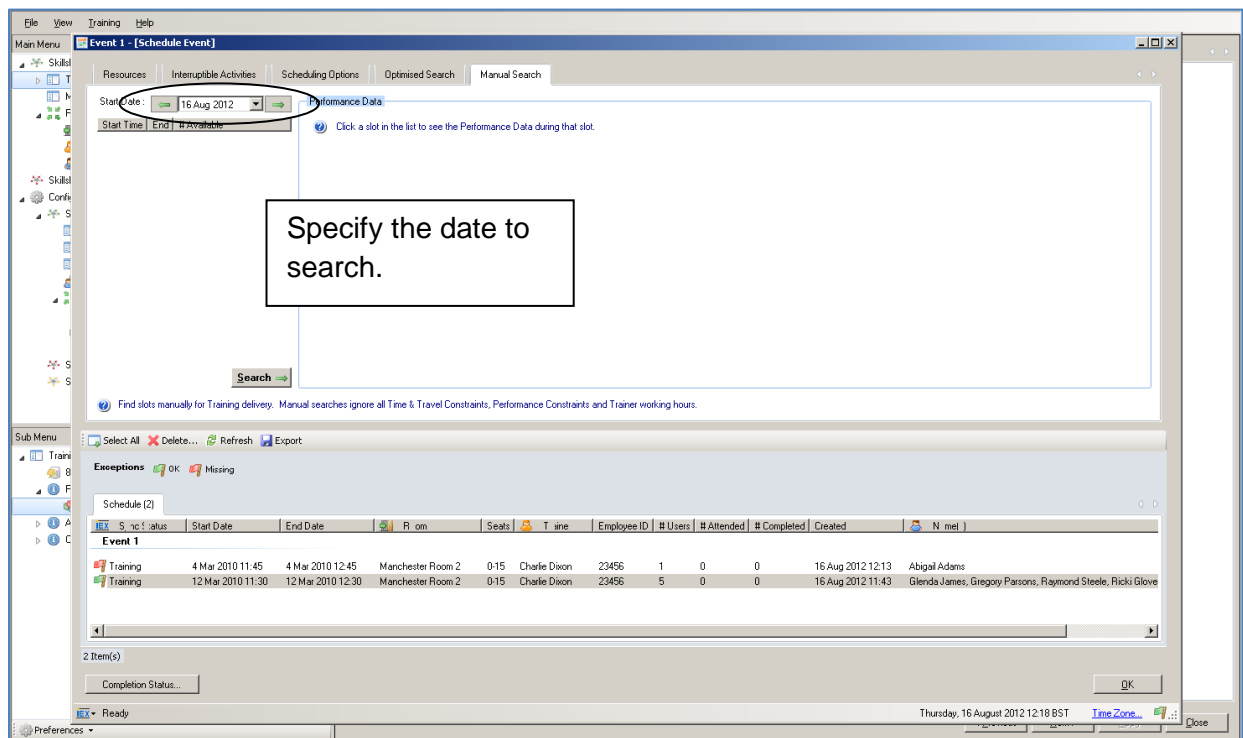 File View Training Help
Main Menu
Event 1 - [Schedule Event]
Resources Interruptible Activities Scheduling Options Optimised Search Manual Search
Start Date : 16 Aug 2012
Performance Data
Start Time End # Available
Click a slot in the list to see the Performance Data during that slot.
Specify the date to
search.
Search
Find slots manually for Training delivery. Manual searches ignore all Time & Travel Constraints, Performance Constraints and Trainer working hours.
Sub Menu
Select All Delete... Refresh Export
Exceptions OK Missing
Schedule (2)
IEX Status Start Date End Date Seats Employee ID # Users # Attended # Completed Created
Event 1
Training 4 Mar 2010 11:45 4 Mar 2010 12:45 Manchester Room 2 0-15 Charlie Dixon 23456 1 0 0 16 Aug 2012 12:13 Abigail Adams
Training 12 Mar 2010 11:30 12 Mar 2010 12:30 Manchester Room 2 0-15 Charlie Dixon 23456 5 0 0 16 Aug 2012 11:43 Glenda James, Gregory Parsons, Raymond Steele, Ricki Glove
2 Item(s)
Completion Status...
OK
IEX Ready
Thursday, 16 August 2012 12:18 BST Time Zone...
Preferences
Close